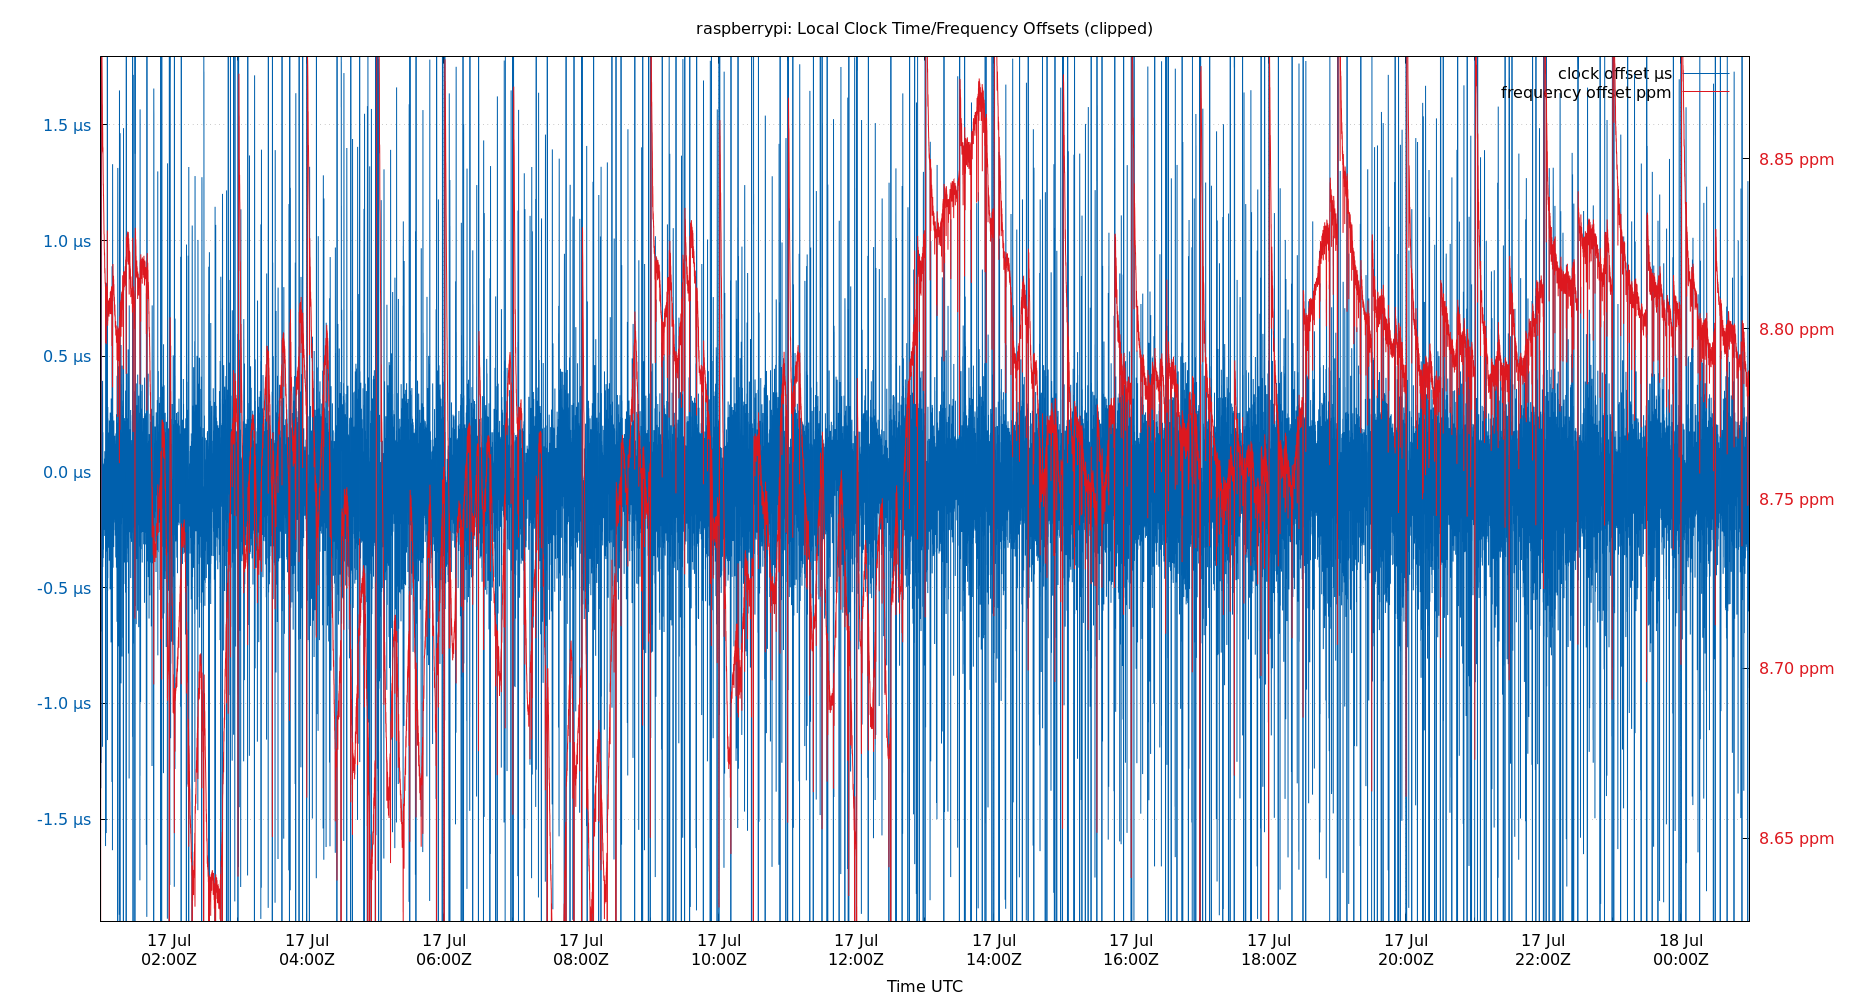 raspberrypi: Local Clock Time/Frequency Offsets (clipped)
clock offset µs
frequency offset ppm
1.5 µs
1.0 µs
0.5 µs
0.0 µs
-0.5 µs
-1.0 µs
-1.5 µs
8.85 ppm
8.80 ppm
8.75 ppm
8.70 ppm
8.65 ppm
17 Jul 17 Jul 17 Jul 17 Jul 17 Jul 17 Jul 17 Jul 17 Jul 17 Jul 17 Jul 17 Jul 18 Jul
02:00Z 04:00Z 06:00Z 08:00Z 10:00Z 12:00Z 14:00Z 16:00Z 18:00Z 20:00Z 22:00Z 00:00Z
Time UTC